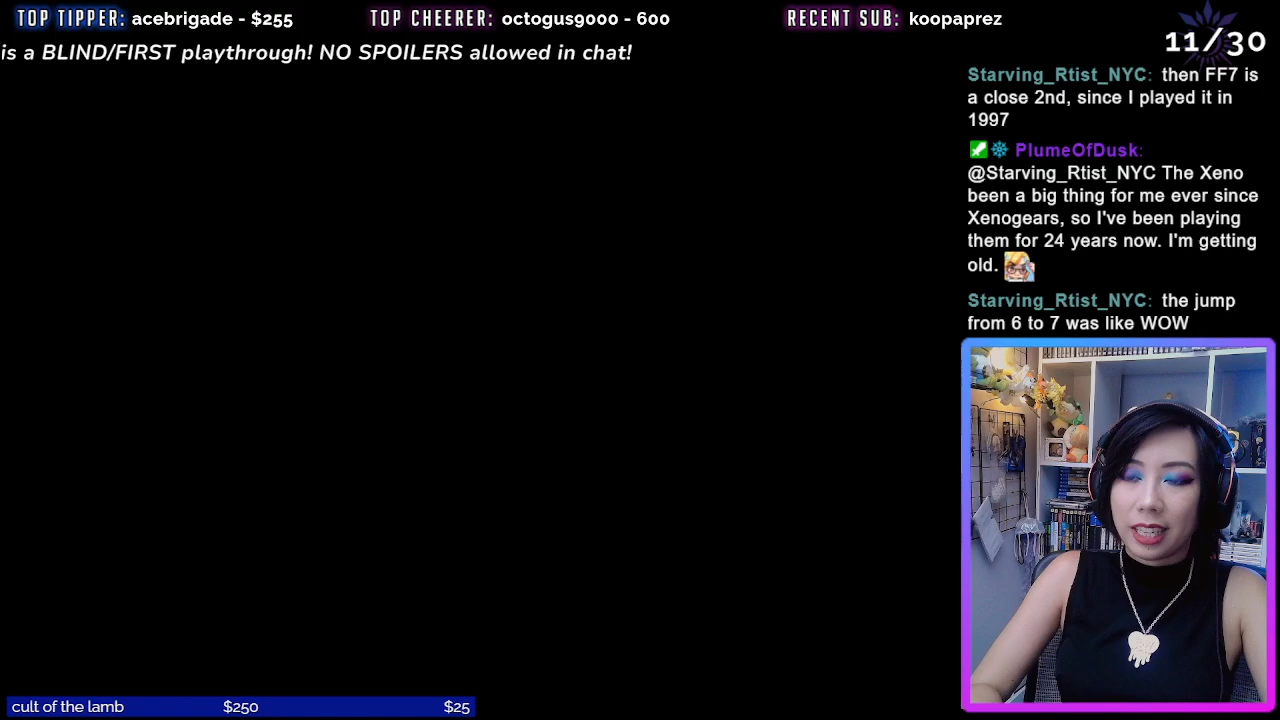 TOP TIPPER: acebrigade - $255
TOP CHEERER: octogus9000 - 600
RECENT SUB: koopaprez
11/30
is a BLIND/FIRST playthrough! NO SPOILERS allowed in chat!
Starving_Rtist_NYC: then FF7 is
a close 2nd, since I played it in
1997
PlumeOfDusk:
@Starving_Rtist_NYC The Xeno
been a big thing for me ever since
Xenogears, so I've been playing
them for 24 years now. I'm getting
old.
Starving_Rtist_NYC: the jump
from 6 to 7 was like WOW
cult of the lamb $250 $25